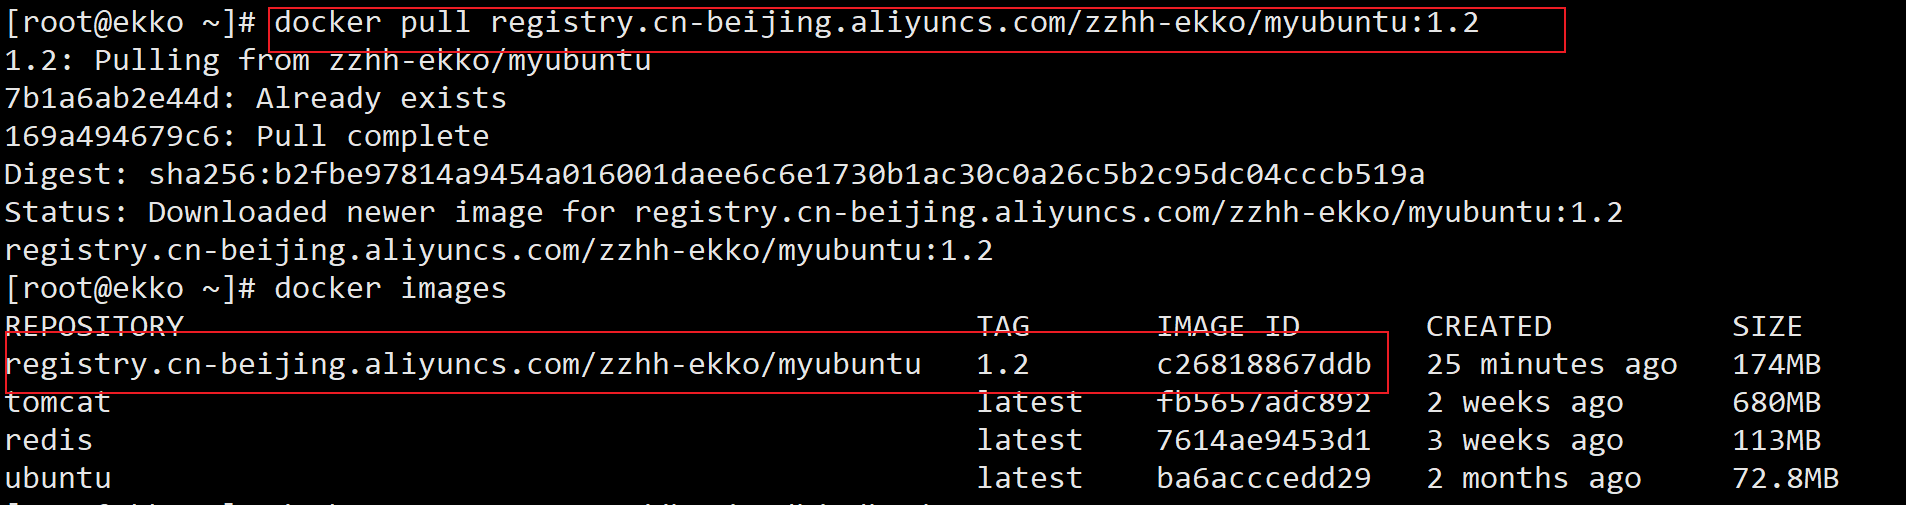 [root@ekko ~]# docker pull registry.cn-beijing.aliyuncs.com/zzhh-ekko/myubuntu:1.2
1.2: Pulling from zzhh-ekko/myubuntu
7b1a6ab2e44d: Already exists
169a494679c6: Pull complete
Digest: sha256:b2fbe97814a9454a016001daee6c6e1730b1ac30c0a26c5b2c95dc04cccb519a
Status: Downloaded newer image for registry.cn-beijing.aliyuncs.com/zzhh-ekko/myubuntu:1.2
registry.cn-beijing.aliyuncs.com/zzhh-ekko/myubuntu:1.2
[root@ekko ~]# docker images
REPOSITORY TAG IMAGE ID CREATED SIZE
registry.cn-beijing.aliyuncs.com/zzhh-ekko/myubuntu 1.2 c26818867ddb 25 minutes ago 174MB
tomcat latest fb5657adc892 2 weeks ago 680MB
redis latest 7614ae9453d1 3 weeks ago 113MB
ubuntu latest ba6acccedd29 2 months ago 72.8MB